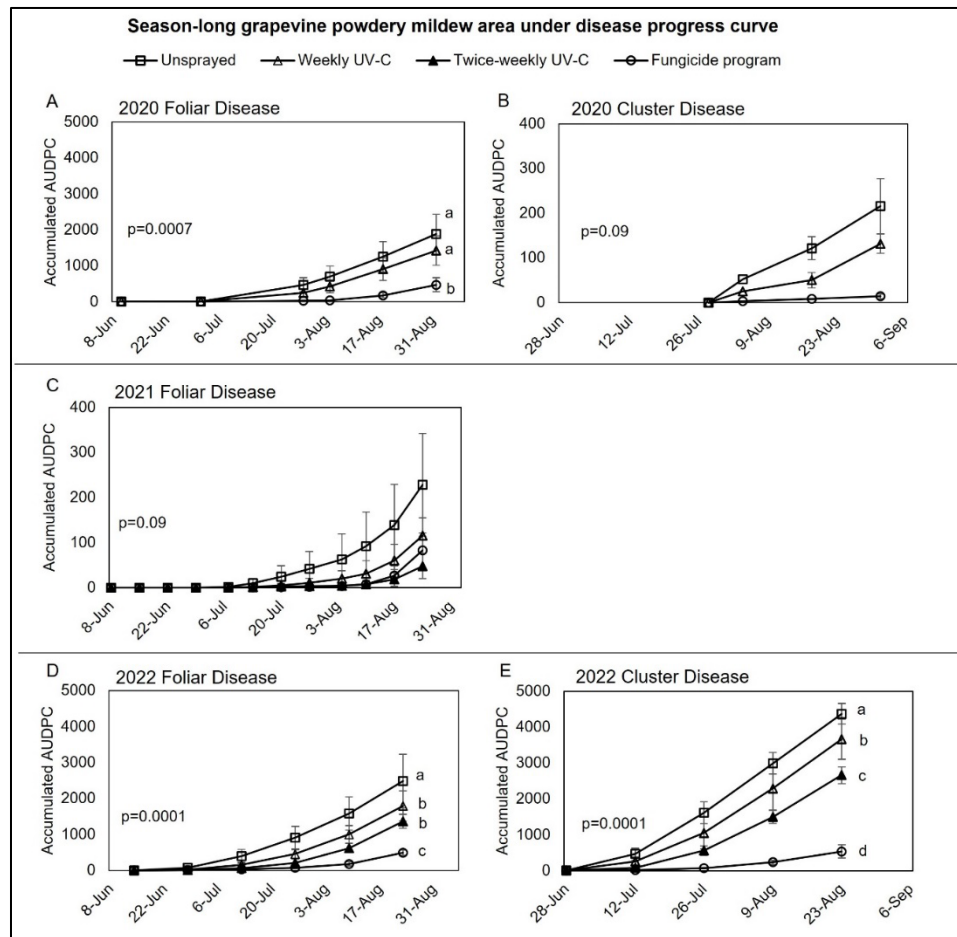 Season-long grapevine powdery mildew area under disease progress curve
Unsprayed Weekly UV-C Twice-weekly UV-C Fungicide program
A
2020 Foliar Disease
Accumulated AUDPC
5000
4000
3000
2000
1000
0
p=0.0007
a
a
b
8-Jun 22-Jun 6-Jul 20-Jul 3-Aug 17-Aug 31-Aug
B
2020 Cluster Disease
Accumulated AUDPC
400
300
200
100
0
p=0.09
28-Jun 12-Jul 26-Jul 9-Aug 23-Aug 6-Sep
C
2021 Foliar Disease
Accumulated AUDPC
400
300
200
100
0
p=0.09
8-Jun 22-Jun 6-Jul 20-Jul 3-Aug 17-Aug 31-Aug
D
2022 Foliar Disease
Accumulated AUDPC
5000
4000
3000
2000
1000
0
p=0.0001
a
b
b
c
8-Jun 22-Jun 6-Jul 20-Jul 3-Aug 17-Aug 31-Aug
E
2022 Cluster Disease
Accumulated AUDPC
5000
4000
3000
2000
1000
0
p=0.0001
a
b
c
d
28-Jun 12-Jul 26-Jul 9-Aug 23-Aug 6-Sep